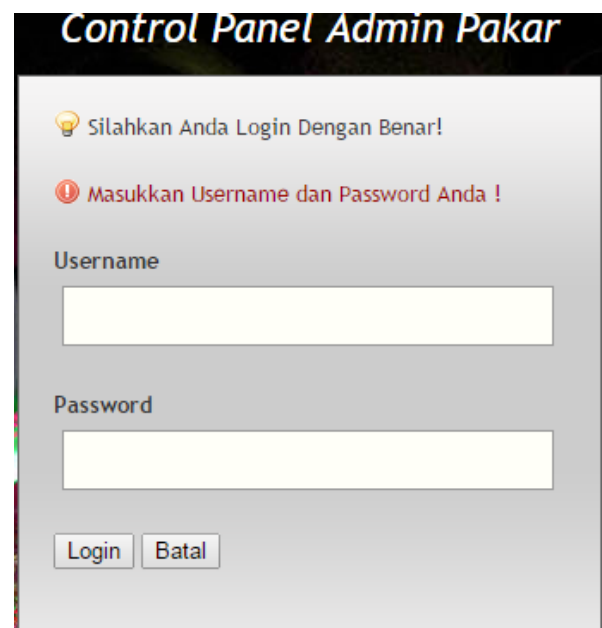 Control Panel Admin Pakar
Silahkan Anda Login Dengan Benar!
Masukkan Username dan Password Anda !
Username
Password
Login Batal